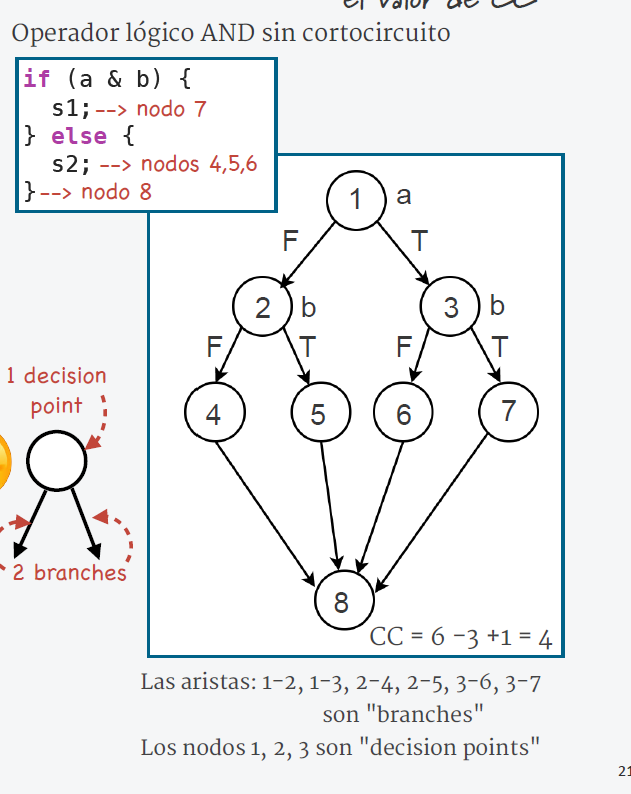 el valor de CC
Operador lógico AND sin cortocircuito
if (a & b) {
s1; --> nodo 7
} else {
s2; --> nodos 4,5,6
} --> nodo 8
1 a
F T
2 b 3 b
F T F T
1 decision
point
4 5 6 7
2 branches
8
CC = 6 -3 +1 = 4
Las aristas: 1-2, 1-3, 2-4, 2-5, 3-6, 3-7
son "branches"
Los nodos 1, 2, 3 son "decision points"
21